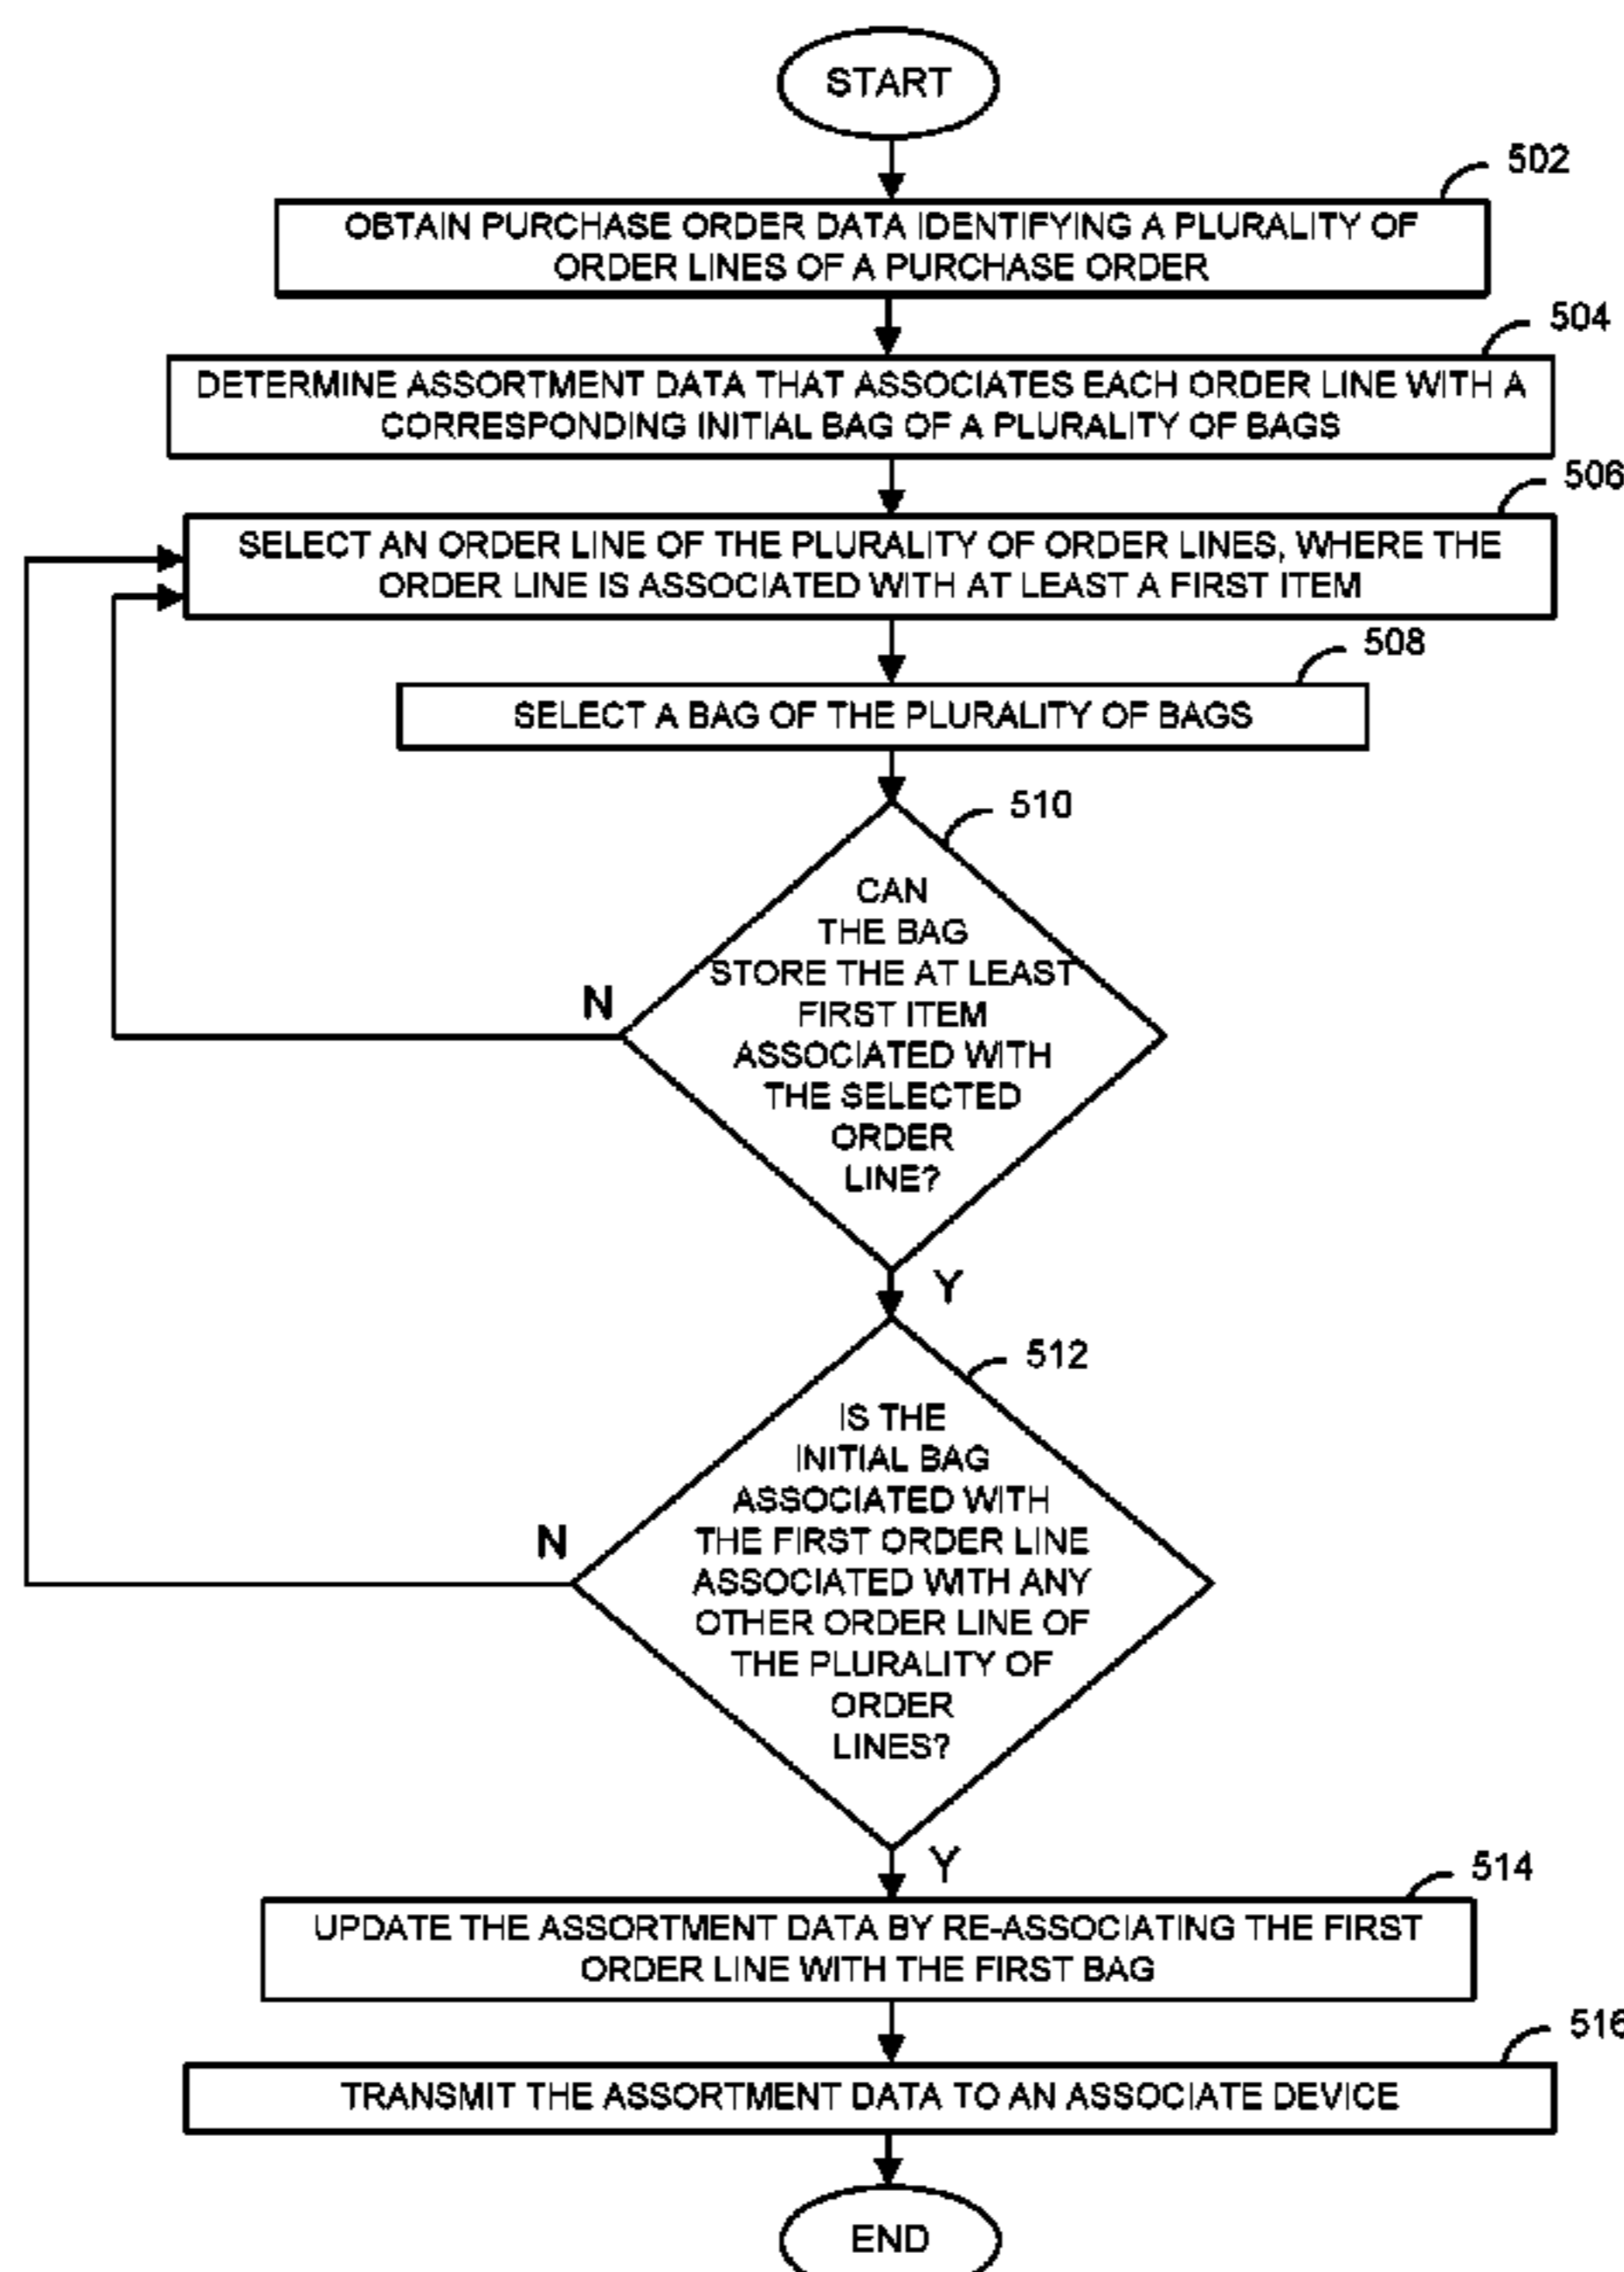 START
502
OBTAIN PURCHASE ORDER DATA IDENTIFYING A PLURALITY OF
ORDER LINES OF A PURCHASE ORDER
504
DETERMINE ASSORTMENT DATA THAT ASSOCIATES EACH ORDER LINE WITH A
CORRESPONDING INITIAL BAG OF A PLURALITY OF BAGS
506
SELECT AN ORDER LINE OF THE PLURALITY OF ORDER LINES, WHERE THE
ORDER LINE IS ASSOCIATED WITH AT LEAST A FIRST ITEM
508
SELECT A BAG OF THE PLURALITY OF BAGS
510
CAN
THE BAG
STORE THE AT LEAST
FIRST ITEM
ASSOCIATED WITH
THE SELECTED
ORDER
LINE?
N
Y
512
IS THE
INITIAL BAG
ASSOCIATED WITH
THE FIRST ORDER LINE
ASSOCIATED WITH ANY
OTHER ORDER LINE OF
THE PLURALITY OF
ORDER
LINES?
N
Y
514
UPDATE THE ASSORTMENT DATA BY RE-ASSOCIATING THE FIRST
ORDER LINE WITH THE FIRST BAG
516
TRANSMIT THE ASSORTMENT DATA TO AN ASSOCIATE DEVICE
END